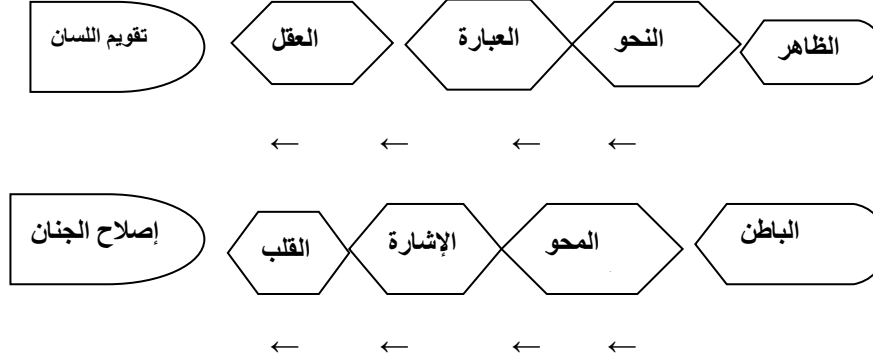 الظاهر النحو العبارة العقل تقويم اللسان
← ← ← ←
الباطن المحو الإشارة القلب إصلاح الجنان
← ← ← ←